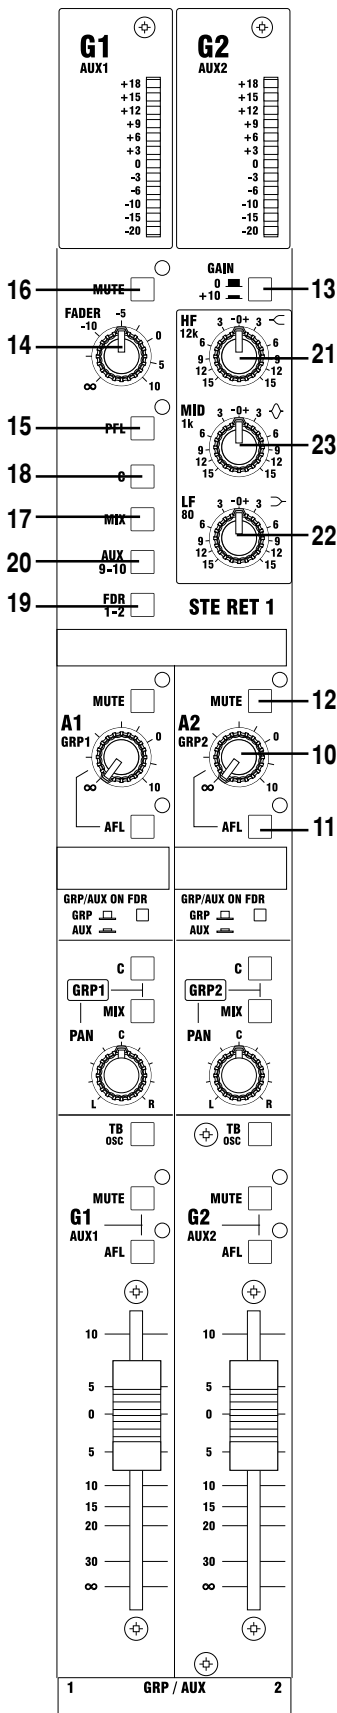 G1 G2
AUX1 AUX2
+18 +18
+15 +15
+12 +12
+9 +9
+6 +6
+3 +3
0 0
-3 -3
-6 -6
-10 -10
-15 -15
-20 -20
16 MUTE
GAIN
0
+10
13
FADER
-10 -5 0 5 10 ∞
14
HF
12k
3 -0+ 3
6 6
9 9
12 12
15 15
21
15 PFL
MID
1k
3 -0+ 3
6 6
9 9
12 12
15 15
23
18 C
17 MIX
LF
80
3 -0+ 3
6 6
9 9
12 12
15 15
22
20 AUX
9-10
19 FDR
1-2
STE RET 1
MUTE MUTE 12
A1 A2
GRP1 GRP2
0 0
10
∞ 10 ∞ 10
AFL AFL 11
GRP/AUX ON FDR GRP/AUX ON FDR
GRP GRP
AUX AUX
C C
GRP1 GRP2
MIX MIX
PAN C PAN C
L R L R
TB TB
OSC OSC
MUTE MUTE
G1 G2
AUX1 AUX2
AFL AFL
10 10
5 5
0 0
5 5
10 10
15 15
20 20
30 30
∞ ∞
1 GRP / AUX 2